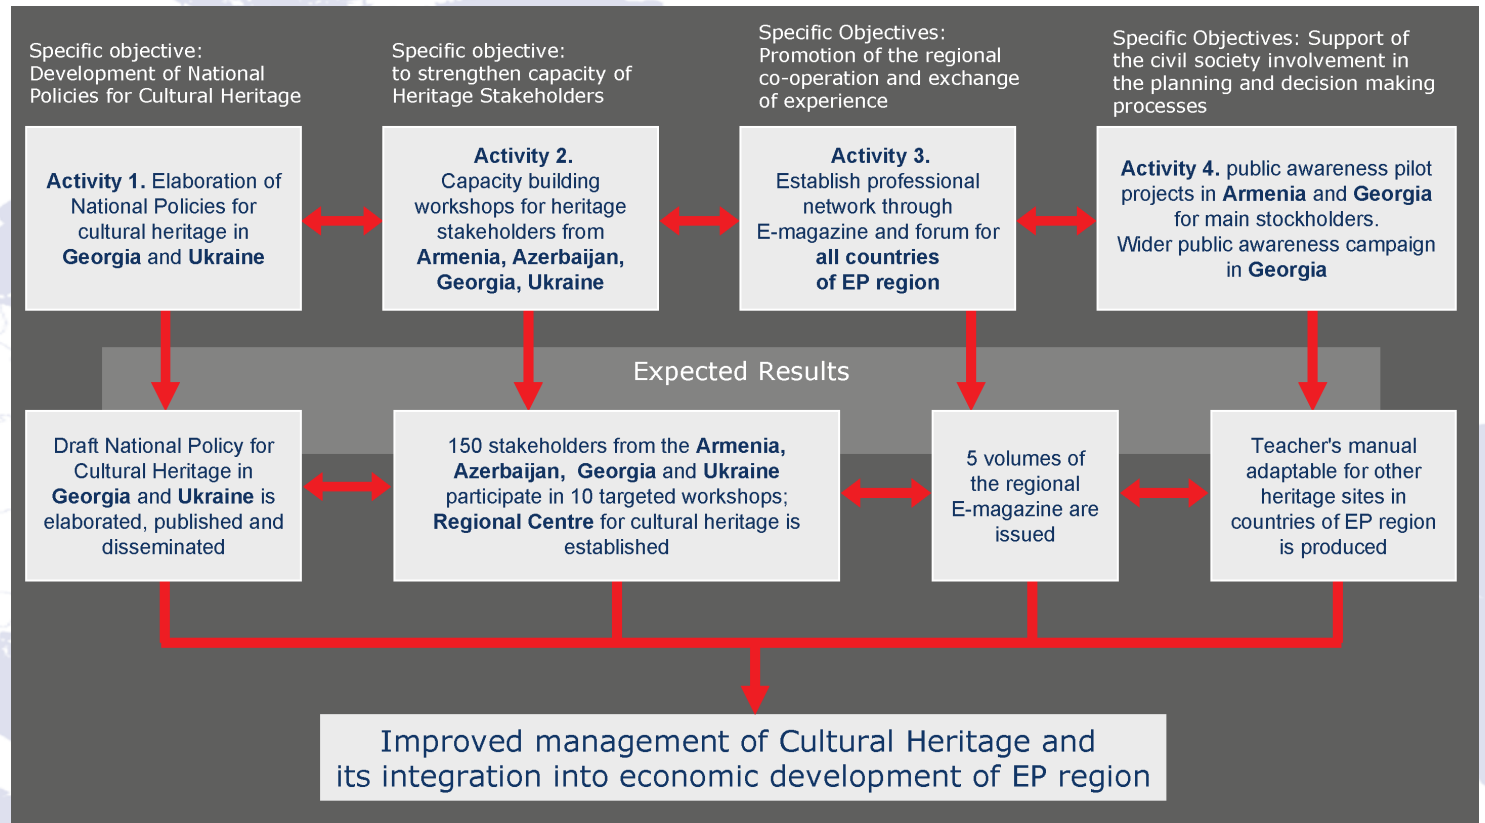 Specific objective:
Development of National
Policies for Cultural Heritage
Specific objective:
to strengthen capacity of
Heritage Stakeholders
Specific Objectives:
Promotion of the regional
co-operation and exchange
of experience
Specific Objectives: Support of
the civil society involvement in
the planning and decision making
processes
Activity 1. Elaboration of
National Policies for
cultural heritage in
Georgia and Ukraine
Activity 2.
Capacity building
workshops for heritage
stakeholders from
Armenia, Azerbaijan,
Georgia, Ukraine
Activity 3.
Establish professional
network through
E-magazine and forum for
all countries
of EP region
Activity 4. public awareness pilot
projects in Armenia and Georgia
for main stockholders.
Wider public awareness campaign
in Georgia
Expected Results
Draft National Policy for
Cultural Heritage in
Georgia and Ukraine is
elaborated, published and
disseminated
150 stakeholders from the Armenia,
Azerbaijan, Georgia and Ukraine
participate in 10 targeted workshops;
Regional Centre for cultural heritage is
established
5 volumes of
the regional
E-magazine are
issued
Teacher's manual
adaptable for other
heritage sites in
countries of EP region
is produced
Improved management of Cultural Heritage and
its integration into economic development of EP region